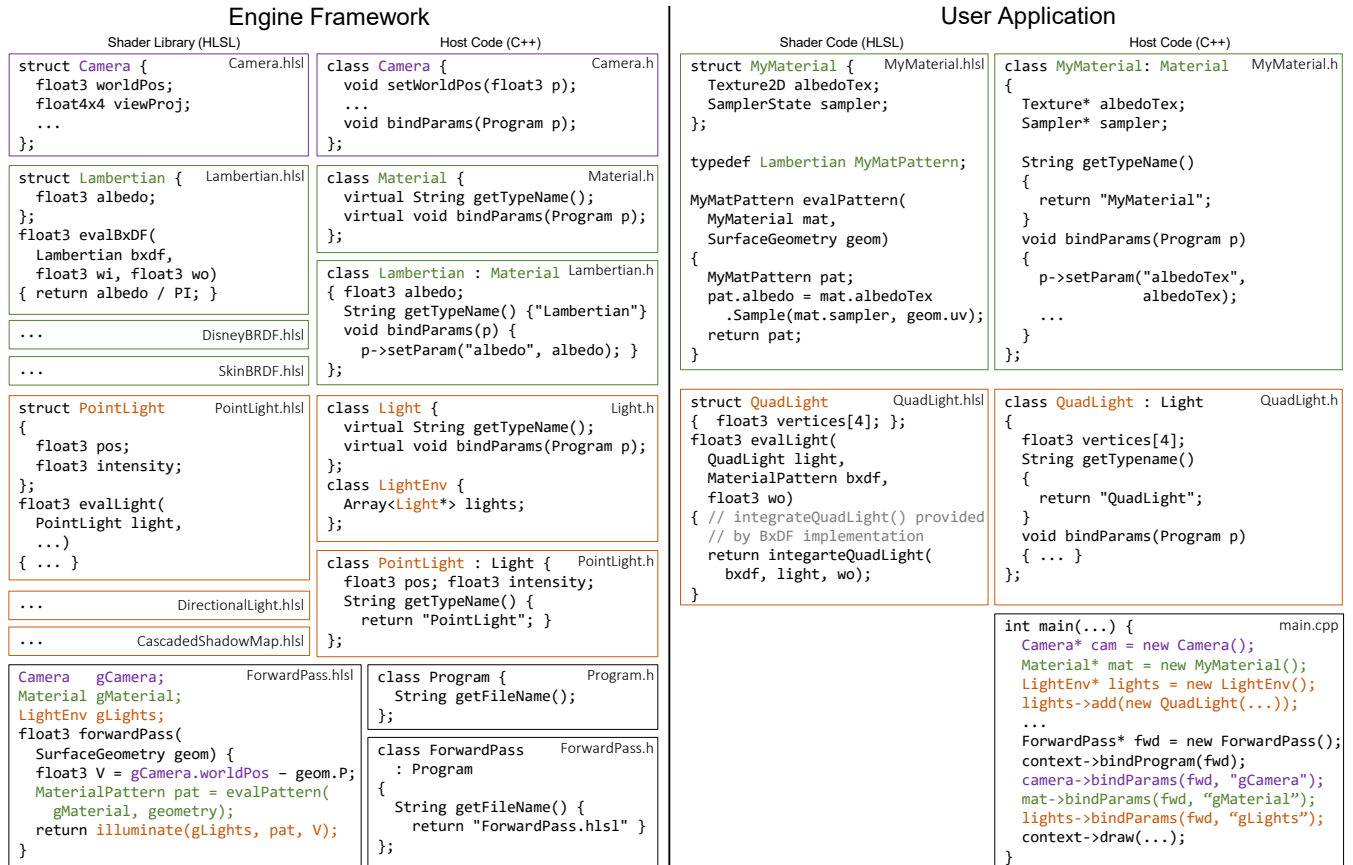 Engine Framework
Shader Library (HLSL)
Host Code (C++)
struct Camera { Camera.hlsl
float3 worldPos;
float4x4 viewProj;
...
};
class Camera { Camera.h
void setWorldPos(float3 p);
...
void bindParams(Program p);
};
struct Lambertian { Lambertian.hlsl
float3 albedo;
};
float3 evalBxDF(
Lambertian bxdf,
float3 wi, float3 wo)
{ return albedo / PI; }
class Material { Material.h
virtual String getTypeName();
virtual void bindParams(Program p);
};
class Lambertian : Material Lambertian.h
{ float3 albedo;
String getTypeName() {"Lambertian"}
void bindParams(p) {
p->setParam("albedo", albedo); }
};
... DisneyBRDF.hlsl
... SkinBRDF.hlsl
struct PointLight PointLight.hlsl
{
float3 pos;
float3 intensity;
};
float3 evalLight(
PointLight light,
...)
{ ... }
class Light { Light.h
virtual String getTypeName();
virtual void bindParams(Program p);
};
class LightEnv {
Array<Light*> lights;
};
class PointLight : Light { PointLight.h
float3 pos; float3 intensity;
String getTypeName() {
return "PointLight"; }
};
... DirectionalLight.hlsl
... CascadedShadowMap.hlsl
Camera gCamera; ForwardPass.hlsl
Material gMaterial;
LightEnv gLights;
float3 forwardPass(
SurfaceGeometry geom) {
float3 V = gCamera.worldPos – geom.P;
MaterialPattern pat = evalPattern(
gMaterial, geometry);
return illuminate(gLights, pat, V);
}
class Program { Program.h
String getFileName();
};
class ForwardPass ForwardPass.h
: Program
{
String getFileName() {
return "ForwardPass.hlsl" }
};
User Application
Shader Code (HLSL)
Host Code (C++)
struct MyMaterial { MyMaterial.hlsl
Texture2D albedoTex;
SamplerState sampler;
};
typedef Lambertian MyMatPattern;
MyMatPattern evalPattern(
MyMaterial mat,
SurfaceGeometry geom)
{
MyMatPattern pat;
pat.albedo = mat.albedoTex
.Sample(mat.sampler, geom.uv);
return pat;
}
class MyMaterial: Material MyMaterial.h
{
Texture* albedoTex;
Sampler* sampler;
String getTypeName()
{
return "MyMaterial";
}
void bindParams(Program p)
{
p->setParam("albedoTex",
albedoTex);
...
}
};
struct QuadLight QuadLight.hlsl
{ float3 vertices[4]; };
float3 evalLight(
QuadLight light,
MaterialPattern bxdf,
float3 wo)
{ // integrateQuadLight() provided
// by BxDF implementation
return integarteQuadLight(
bxdf, light, wo);
}
class QuadLight : Light QuadLight.h
{
float3 vertices[4];
String getTypename()
{
return "QuadLight";
}
void bindParams(Program p)
{ ... }
};
int main(...) { main.cpp
Camera* cam = new Camera();
Material* mat = new MyMaterial();
LightEnv* lights = new LightEnv();
lights->add(new QuadLight(...));
...
ForwardPass* fwd = new ForwardPass();
context->bindProgram(fwd);
camera->bindParams(fwd, "gCamera");
mat->bindParams(fwd, “gMaterial”);
lights->bindParams(fwd, “gLights”);
context->draw(...);
}